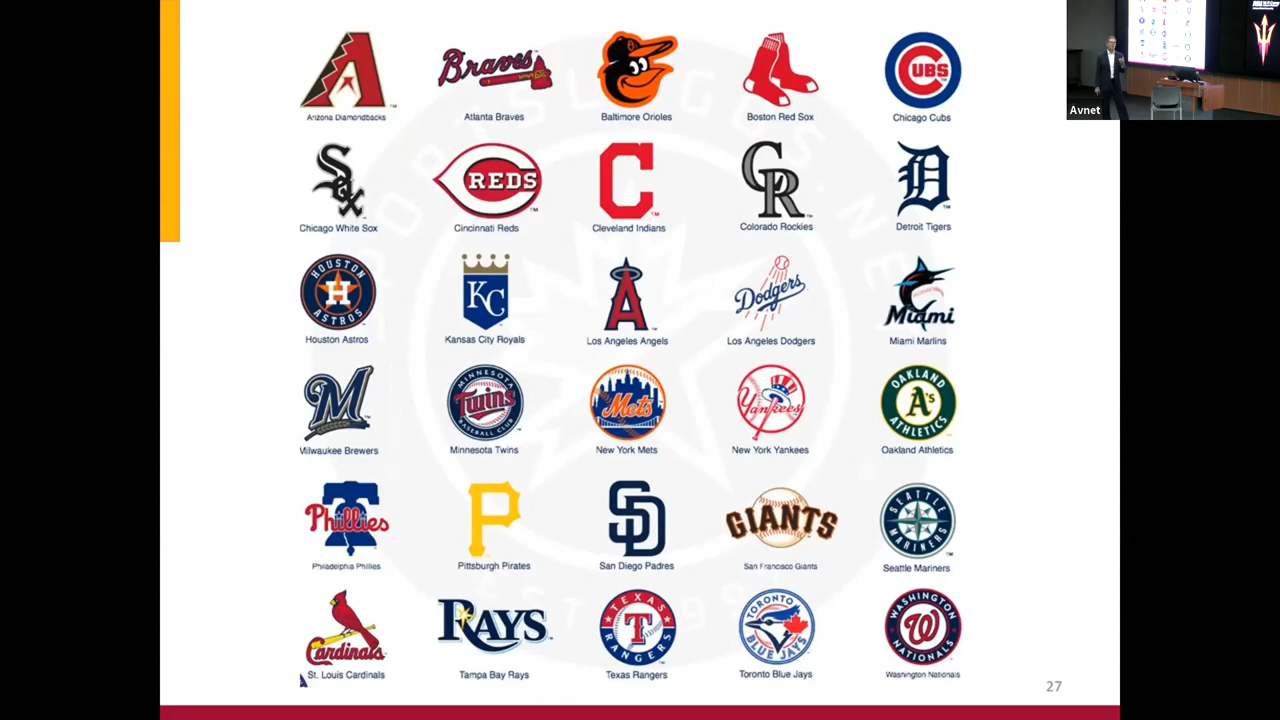 Braves
CUBS
Avnet
Arizona Diamondbacks
Atlanta Braves
Baltimore Orioles
Boston Red Sox
Chicago Cubs
Sox
REDS
C
CR
D
Chicago White Sox
Cincinnati Reds
Cleveland Indians
Colorado Rockies
Detroit Tigers
HOUSTON
H
ASTROS
KC
A
Dodgers
Miami
Houston Astros
Kansas City Royals
Los Angeles Angels
Los Angeles Dodgers
Miami Marlins
M
MINNESOTA
Twins
BASEBALL CLUB
Mets
Yankees
OAKLAND
A's
ATHLETICS
Milwaukee Brewers
Minnesota Twins
New York Mets
New York Yankees
Oakland Athletics
Phillies
P
SD
GIANTS
SEATTLE
MARINERS
Philadelphia Phillies
Pittsburgh Pirates
San Diego Padres
San Francisco Giants
Seattle Mariners
Cardinals
RAYS
TEXAS
T
RANGERS
TORONTO
BLUE JAYS
WASHINGTON
W
NATIONALS
St. Louis Cardinals
Tampa Bay Rays
Texas Rangers
Toronto Blue Jays
Washington Nationals
27